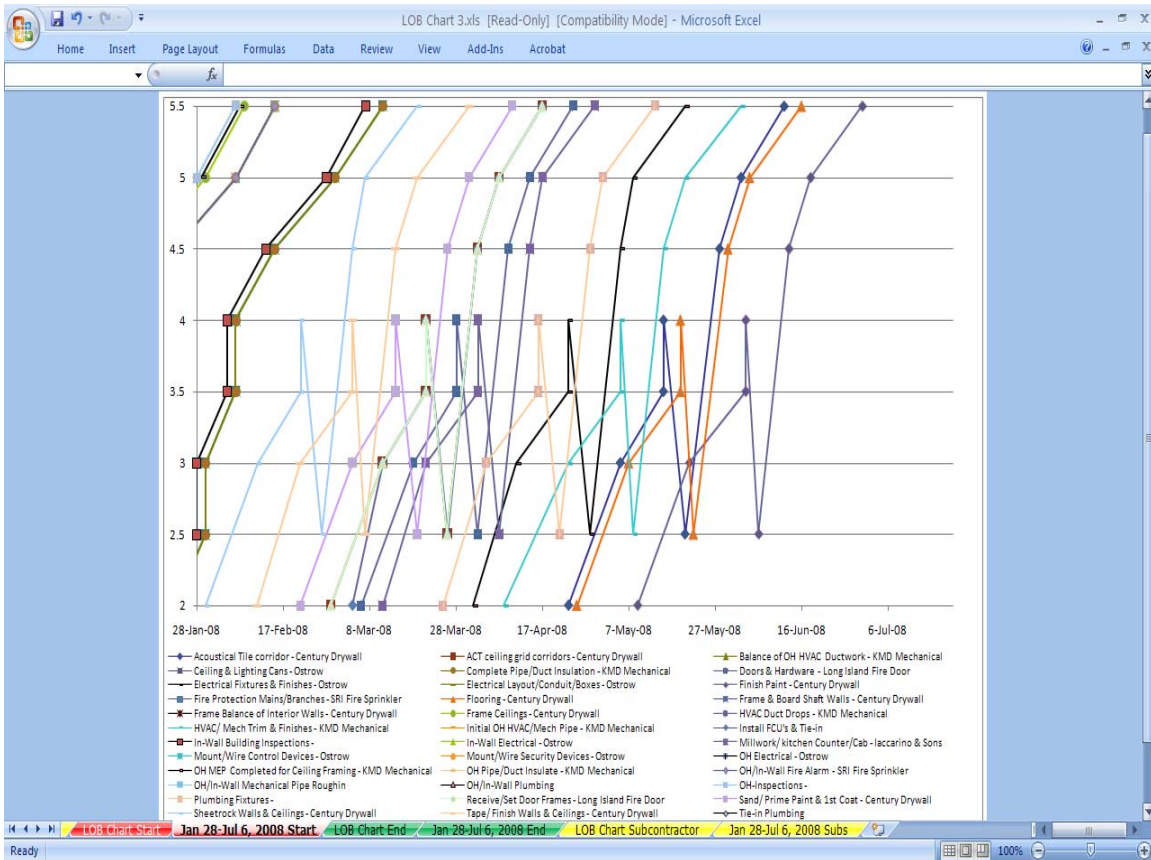 LOB Chart 3.xls [Read-Only] [Compatibility Mode] - Microsoft Excel
Home Insert Page Layout Formulas Data Review View Add-Ins Acrobat
fx
5.5
5
4.5
4
3.5
3
2.5
2
28-Jan-08 17-Feb-08 8-Mar-08 28-Mar-08 17-Apr-08 7-May-08 27-May-08 16-Jun-08 6-Jul-08
Acoustical Tile corridor - Century Drywall ACT ceiling grid corridors - Century Drywall Balance of OH HVAC Ductwork - KMD Mechanical
Ceiling & Lighting Cans - Ostrow Complete Pipe/Duct Insulation - KMD Mechanical Doors & Hardware - Long Island Fire Door
Electrical Fixtures & Finishes - Ostrow Electrical Layout/Conduit/Boxes - Ostrow Finish Paint - Century Drywall
Fire Protection Mains/Branches - SRI Fire Sprinkler Flooring - Century Drywall Frame & Board Shaft Walls - Century Drywall
Frame Balance of Interior Walls - Century Drywall Frame Ceilings - Century Drywall HVAC Duct Drops - KMD Mechanical
HVAC/ Mech Trim & Finishes - KMD Mechanical Initial OH HVAC/Mech Pipe - KMD Mechanical Install FCU's & Tie-in
In-Wall Building Inspections - In-Wall Electrical - Ostrow Millwork/ kitchen Counter/Cab - Iaccarino & Sons
Mount/Wire Control Devices - Ostrow Mount/Wire Security Devices - Ostrow OH Electrical - Ostrow
OH MEP Completed for Ceiling Framing - KMD Mechanical OH Pipe/Duct Insulate - KMD Mechanical OH/In-Wall Fire Alarm - SRI Fire Sprinkler
OH/In-Wall Mechanical Pipe Roughin OH/In-Wall Plumbing OH-Inspections -
Plumbing Fixtures - Receive/Set Door Frames - Long Island Fire Door Sand/ Prime Paint & 1st Coat - Century Drywall
Sheetrock Walls & Ceilings - Century Drywall Tape/ Finish Walls & Ceilings - Century Drywall Tie-in Plumbing
LOB Chart Start Jan 28-Jul 6, 2008 Start LOB Chart End Jan 28-Jul 6, 2008 End LOB Chart Subcontractor Jan 28-Jul 6, 2008 Subs
Ready 100%